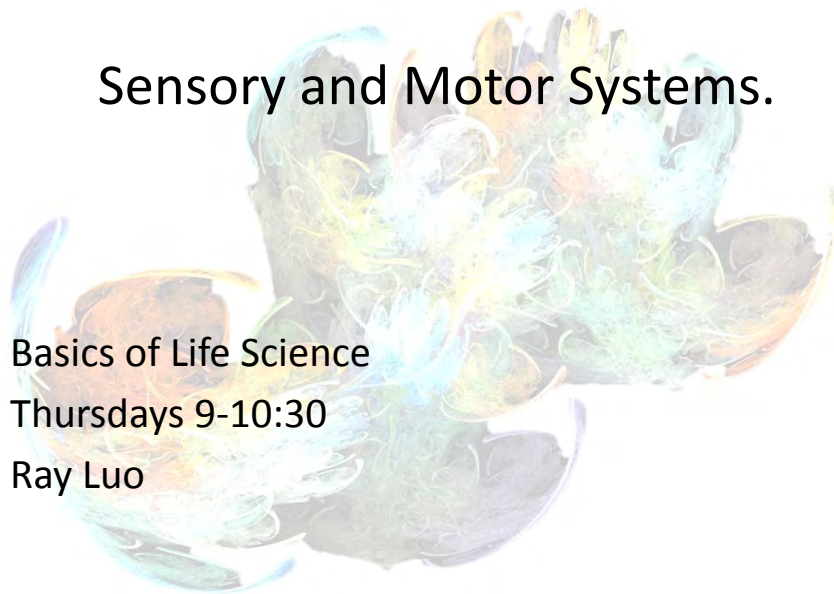 Sensory and Motor Systems.
Basics of Life Science
Thursdays 9-10:30
Ray Luo